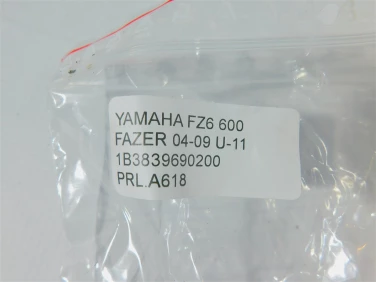 YAMAHA FZ6 600
FAZER 04-09 U-11
1B3839690200
PRL.A618